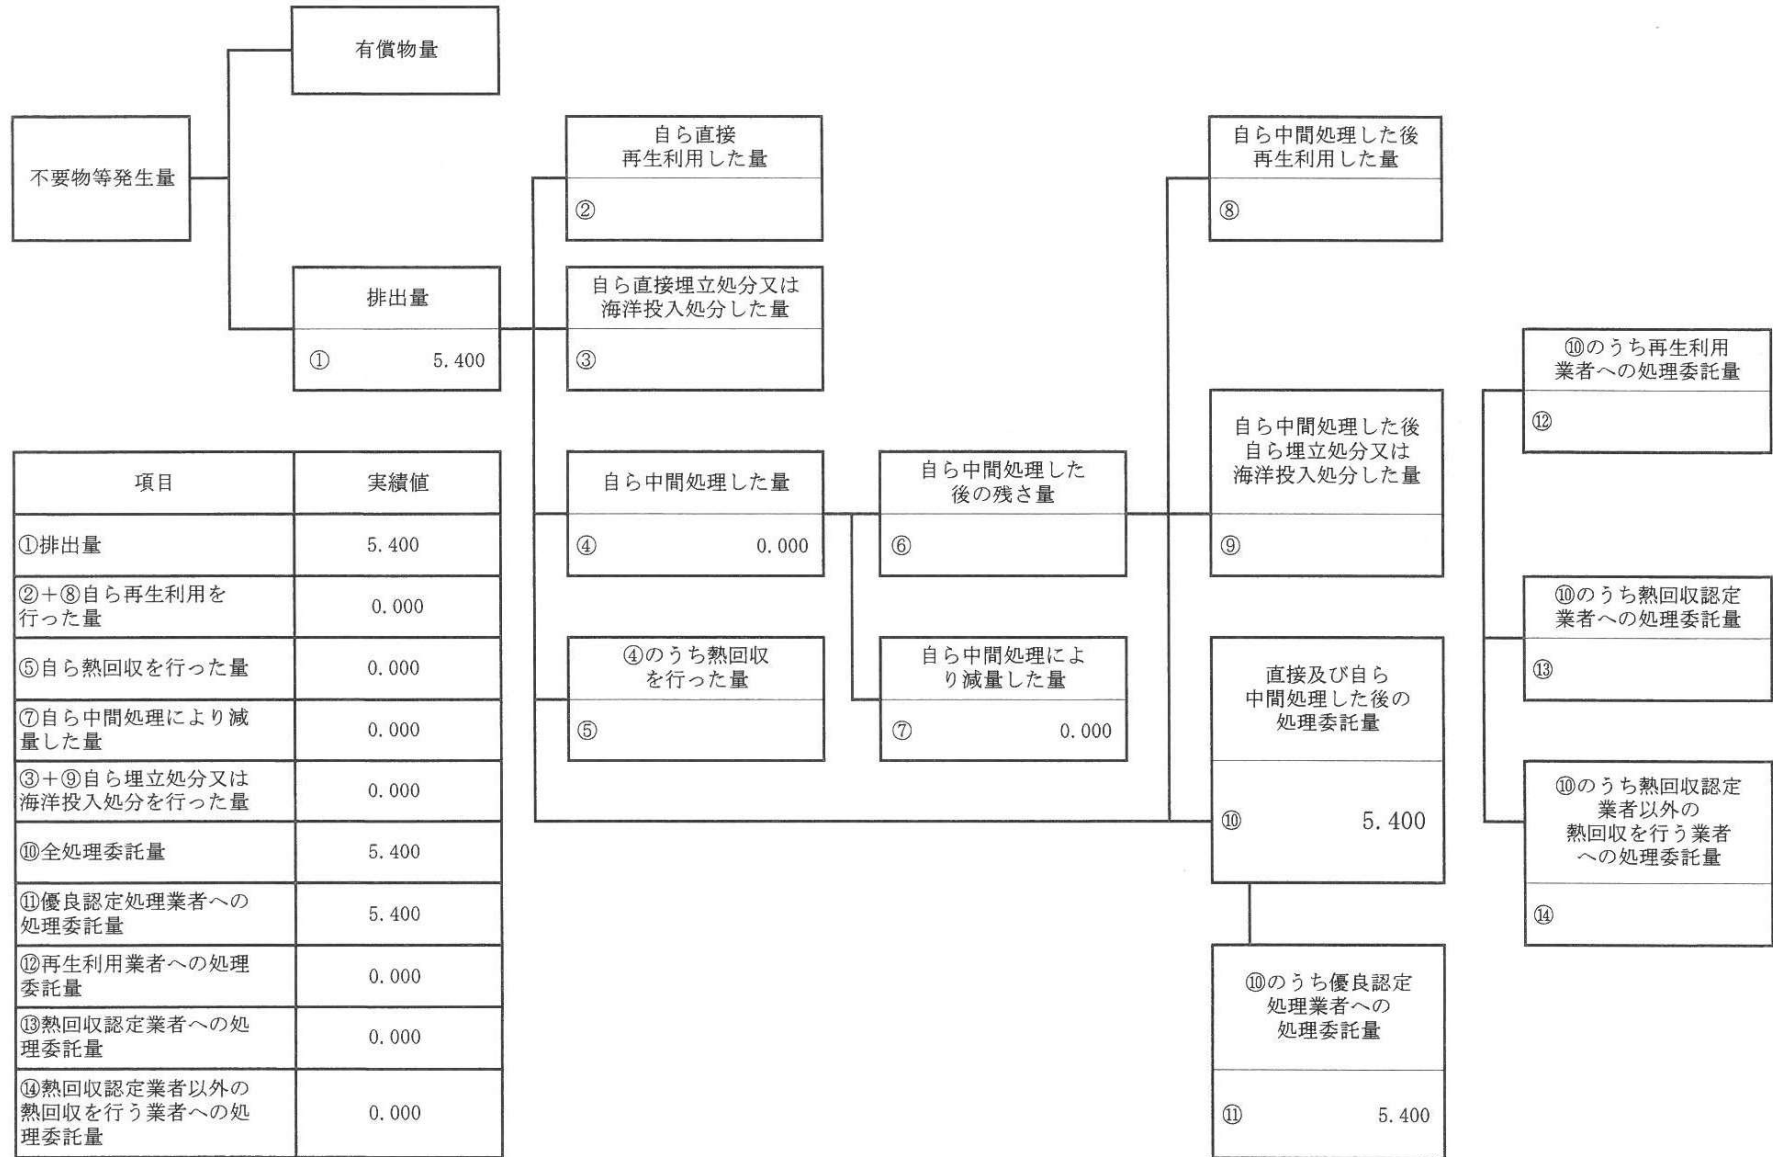 有償物量
不要物等発生量
排出量
① 5.400
自ら直接
再生利用した量
②
自ら直接埋立処分又は
海洋投入処分した量
③
自ら中間処理した量
④ 0.000
④のうち熱回収
を行った量
⑤
自ら中間処理した
後の残さ量
⑥
自ら中間処理によ
り減量した量
⑦ 0.000
自ら中間処理した後
再生利用した量
⑧
自ら中間処理した後
自ら埋立処分又は
海洋投入処分した量
⑨
直接及び自ら
中間処理した後の
処理委託量
⑩ 5.400
⑩のうち優良認定
処理業者への
処理委託量
⑪ 5.400
⑩のうち再生利用
業者への処理委託量
⑫
⑩のうち熱回収認定
業者への処理委託量
⑬
⑩のうち熱回収認定
業者以外の
熱回収を行う業者
への処理委託量
⑭
項目 実績値
①排出量 5.400
②+⑧自ら再生利用を
行った量 0.000
⑤自ら熱回収を行った量 0.000
⑦自ら中間処理により減
量した量 0.000
③+⑨自ら埋立処分又は
海洋投入処分を行った量 0.000
⑩全処理委託量 5.400
⑪優良認定処理業者への
処理委託量 5.400
⑫再生利用業者への処理
委託量 0.000
⑬熱回収認定業者への処
理委託量 0.000
⑭熱回収認定業者以外の
熱回収を行う業者への処
理委託量 0.000